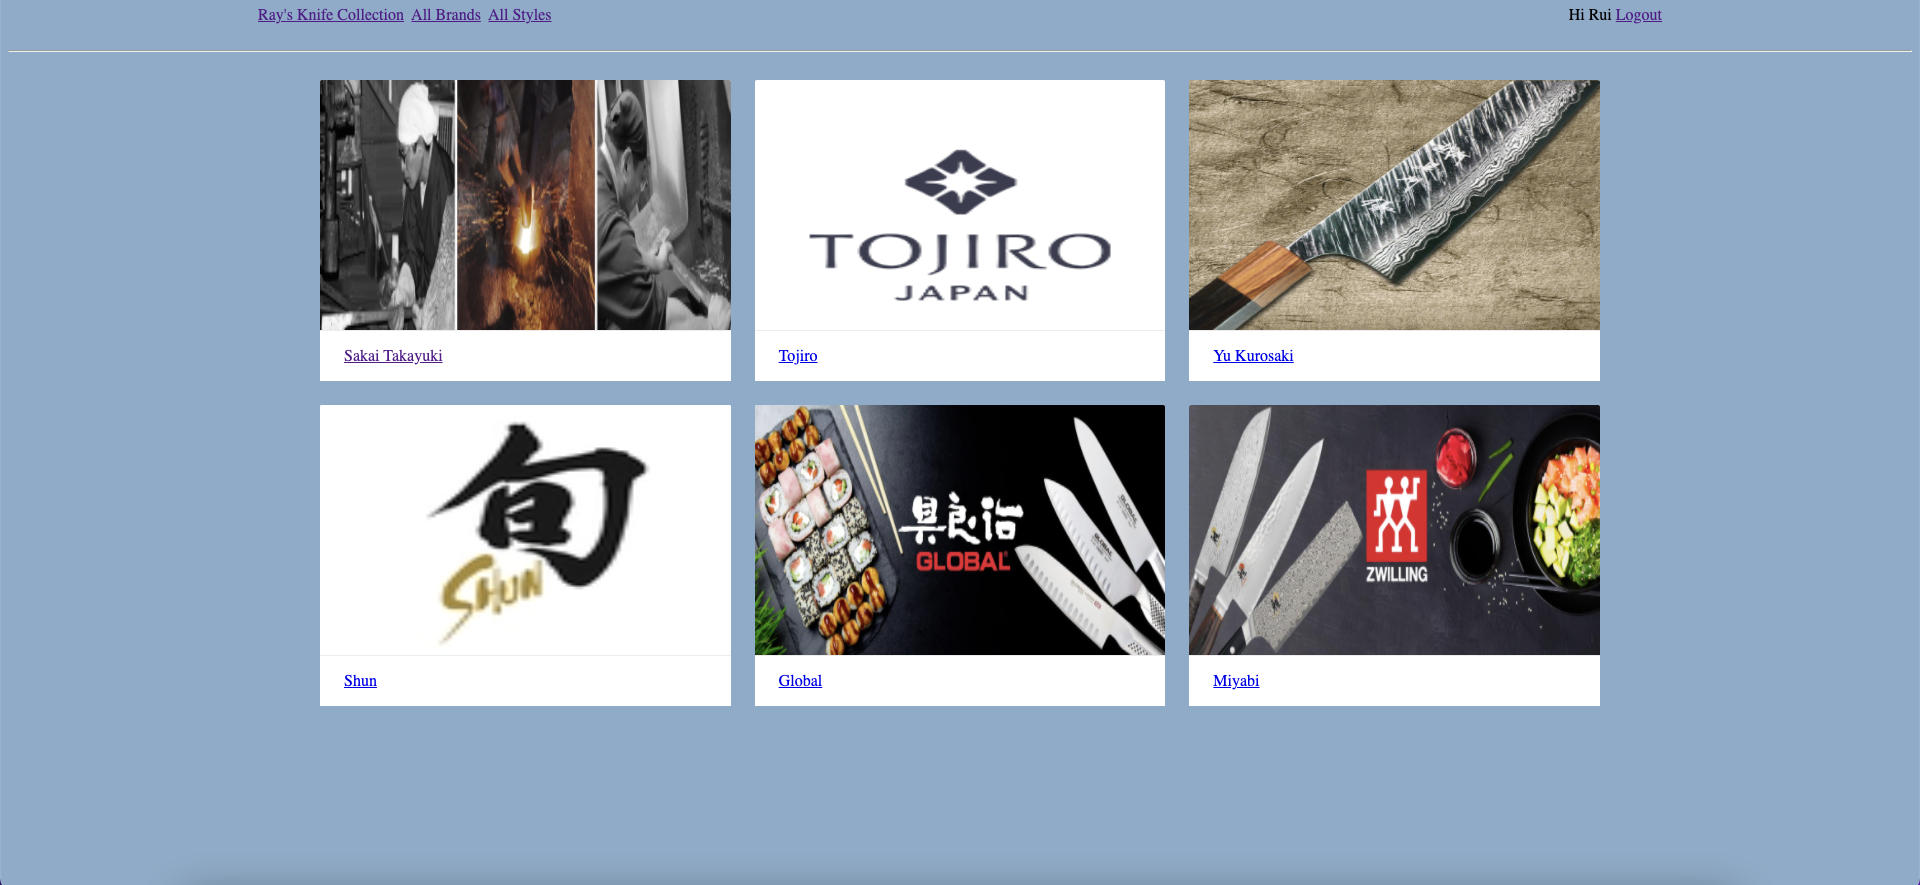 Ray's Knife Collection All Brands All Styles
Hi Rui Logout
TOJIRO
JAPAN
Sakai Takayuki
Tojiro
Yu Kurosaki
旬
SHUN
具良治
GLOBAL
ZWILLING
Shun
Global
Miyabi